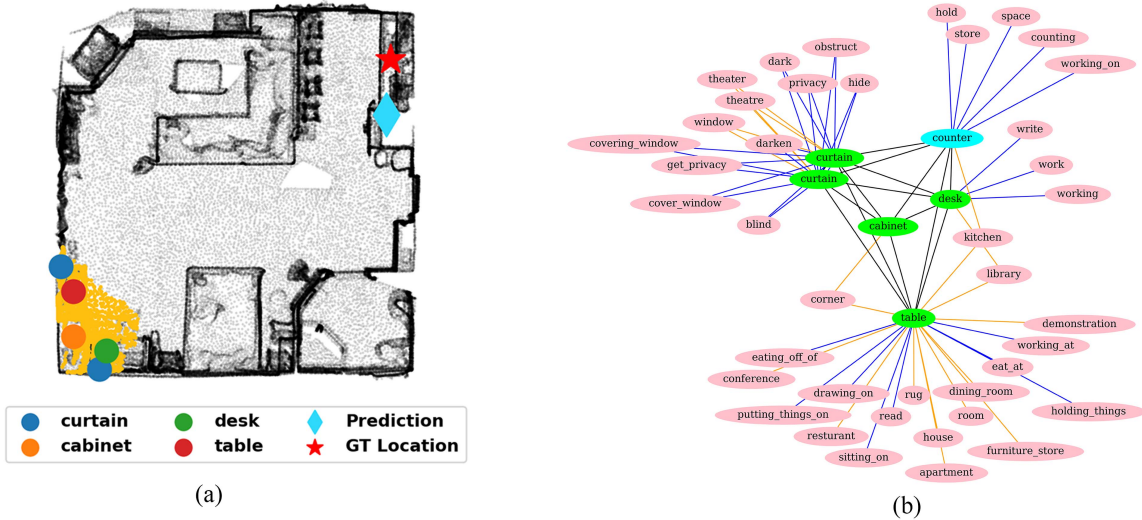 curtain
cabinet
desk
table
Prediction
GT Location
(a)
hold
space
store
counting
working_on
obstruct
dark
theater
privacy
hide
theatre
window
write
covering_window
darken
counter
curtain
get_privacy
work
curtain
working
cover_window
desk
blind
cabinet
kitchen
library
corner
table
demonstration
working_at
eating_off_of
eat_at
conference
drawing_on
rug
dining_room
putting_things_on
read
room
holding_things
resturant
house
sitting_on
furniture_store
apartment
(b)